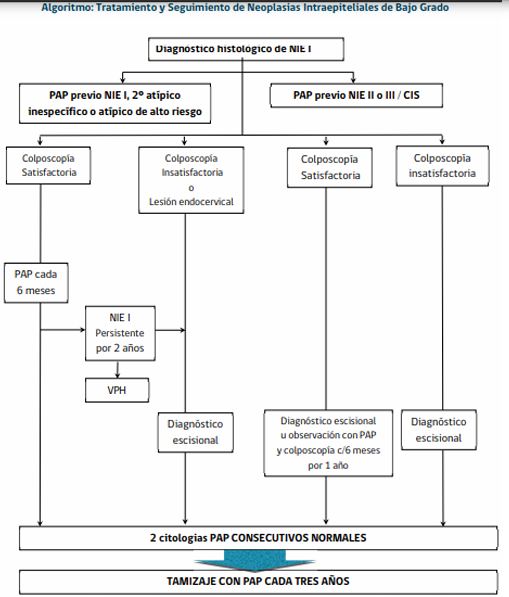 Algoritmo: Tratamiento y Seguimiento de Neoplasias Intraepiteliales de Bajo Grado
Diagnóstico histológico de NIE I
PAP previo NIE I, 2º atípico
inespecífico o atípico de alto riesgo
PAP previo NIE II o III / CIS
Colposcopía
Satisfactoria
Colposcopía
Insatisfactoria
o
Lesión endocervical
Colposcopía
Satisfactoria
Colposcopía
insatisfactoria
PAP cada
6 meses
NIE I
Persistente
por 2 años
VPH
Diagnóstico
escisional
Diagnóstico escisional
u observación con PAP
y colposcopía c/6 meses
por 1 año
Diagnóstico
escisional
2 citologías PAP CONSECUTIVOS NORMALES
TAMIZAJE CON PAP CADA TRES AÑOS